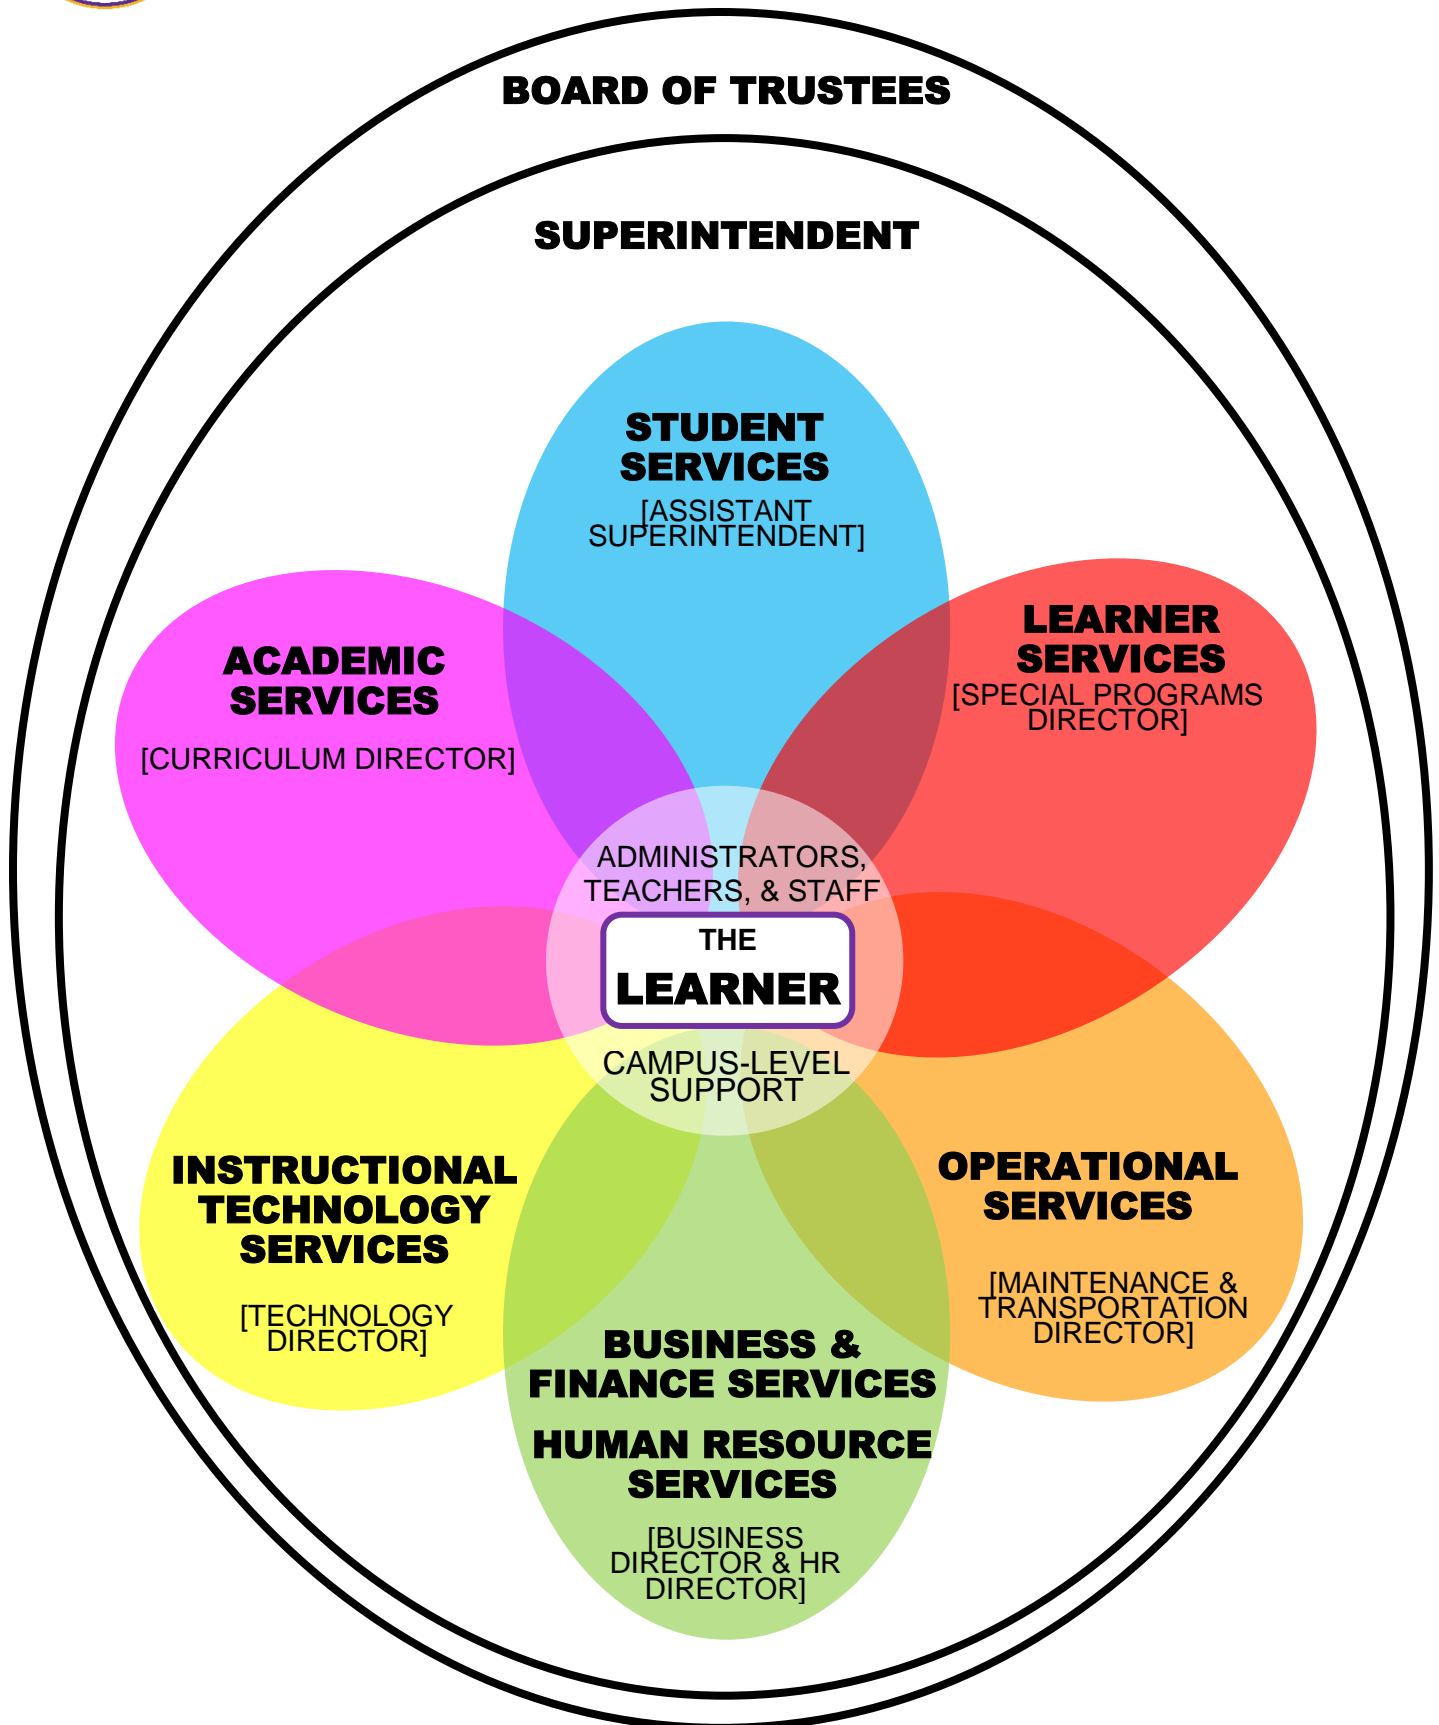 BOARD OF TRUSTEES
SUPERINTENDENT
STUDENT
SERVICES
[ASSISTANT
SUPERINTENDENT]
LEARNER
SERVICES
[SPECIAL PROGRAMS
DIRECTOR]
ACADEMIC
SERVICES
[CURRICULUM DIRECTOR]
ADMINISTRATORS,
TEACHERS, & STAFF
THE
LEARNER
CAMPUS-LEVEL
SUPPORT
INSTRUCTIONAL
TECHNOLOGY
SERVICES
[TECHNOLOGY
DIRECTOR]
OPERATIONAL
SERVICES
[MAINTENANCE &
TRANSPORTATION
DIRECTOR]
BUSINESS &
FINANCE SERVICES
HUMAN RESOURCE
SERVICES
[BUSINESS
DIRECTOR & HR
DIRECTOR]